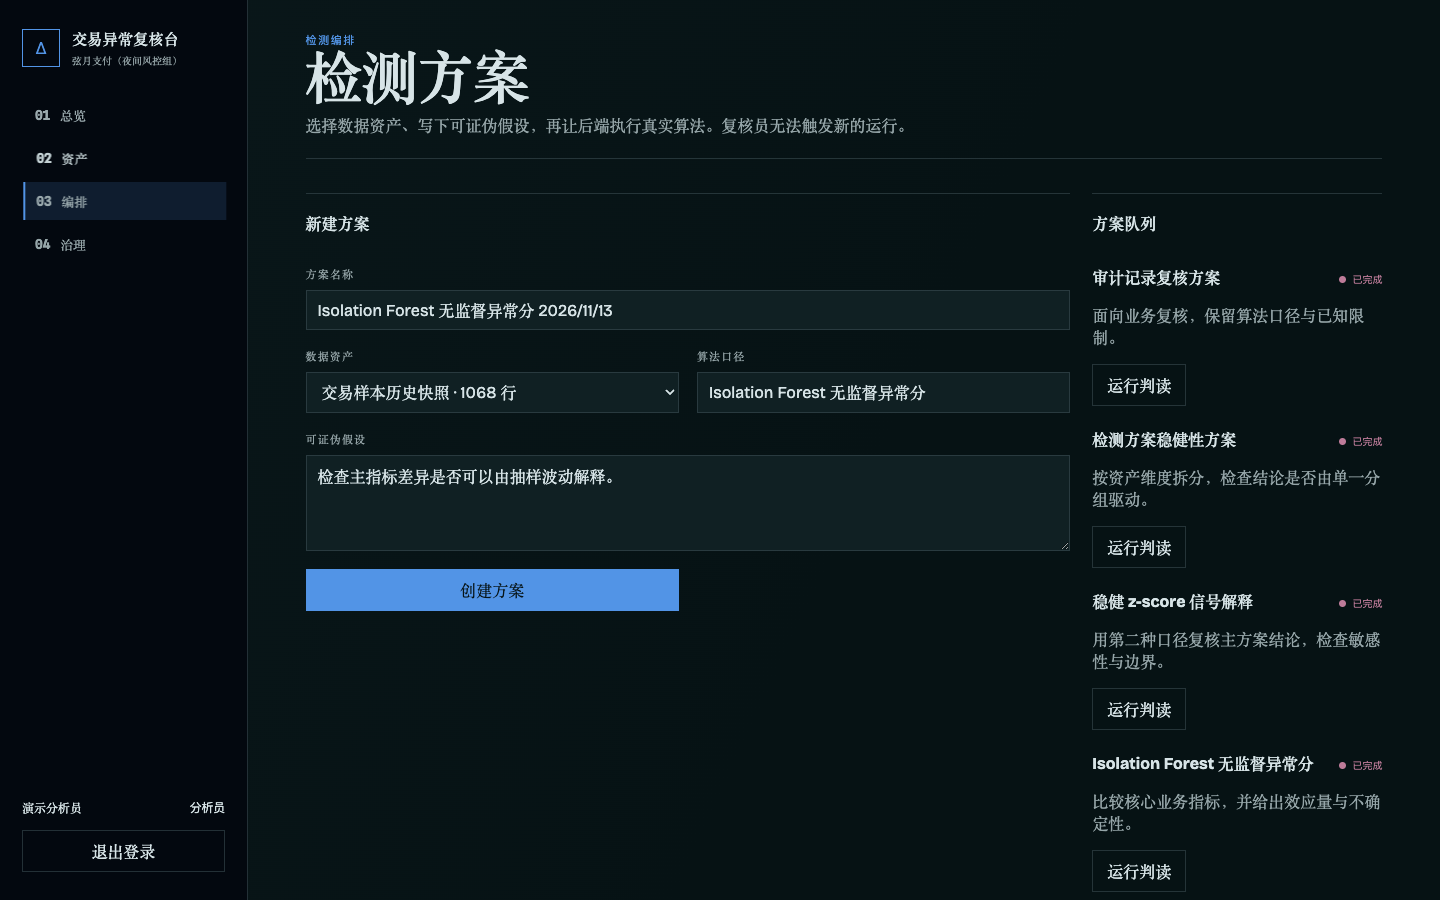 Δ
交易异常复核台
弦月支付（夜间风控组）
01 总览
02 资产
03 编排
04 治理
演示分析员
分析员
退出登录
检测编排
检测方案
选择数据资产、写下可证伪假设，再让后端执行真实算法。复核员无法触发新的运行。
新建方案
方案名称
Isolation Forest 无监督异常分 2026/11/13
数据资产
算法口径
交易样本历史快照 · 1068 行
Isolation Forest 无监督异常分
可证伪假设
检查主指标差异是否可以由抽样波动解释。
创建方案
方案队列
审计记录复核方案
已完成
面向业务复核，保留算法口径与已知限
制。
运行判读
检测方案稳健性方案
已完成
按资产维度拆分，检查结论是否由单一分
组驱动。
运行判读
稳健 z-score 信号解释
已完成
用第二种口径复核主方案结论，检查敏感
性与边界。
运行判读
Isolation Forest 无监督异常分
已完成
比较核心业务指标，并给出效应量与不确
定性。
运行判读